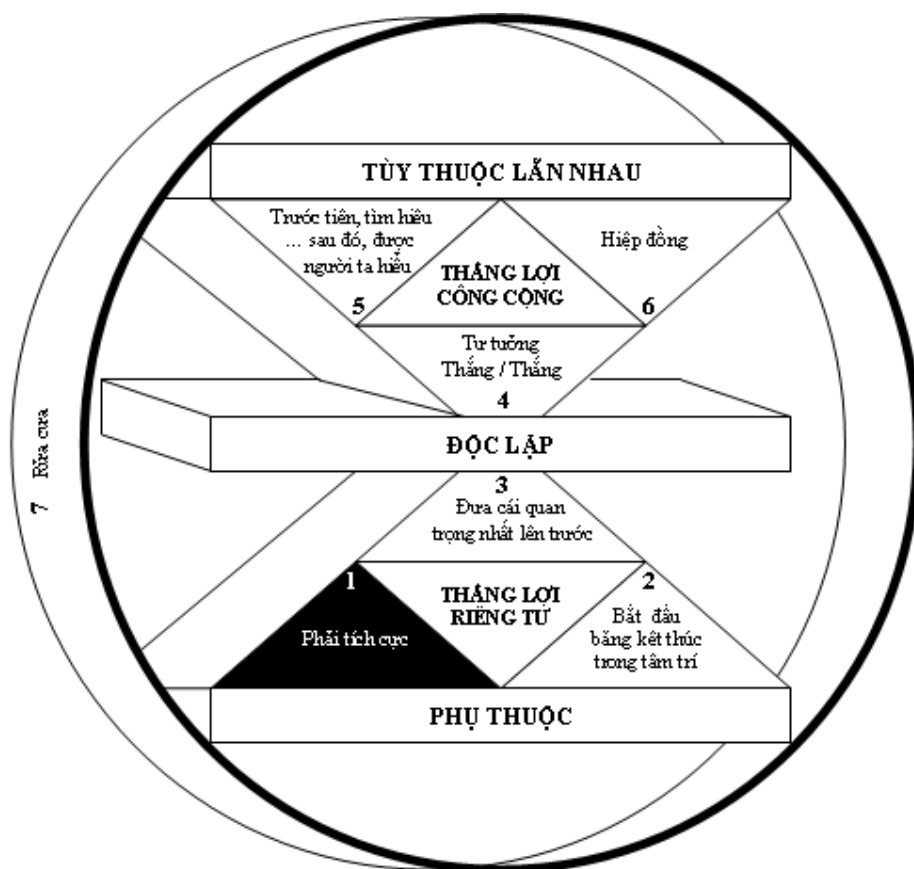 TÙY THUỘC LẪN NHAU
Trước tiên, tìm hiểu
... sau đó, được
người ta hiểu
5
THẮNG LỢI
CÔNG CỘNG
Hiệp đồng
6
Tư tưởng
Thắng / Thắng
4
ĐỘC LẬP
7 Rửa cưa
3
Đưa cái quan
trọng nhất lên trước
1
Phải tích cực
THẮNG LỢI
RIÊNG TƯ
2
Bắt đầu
bằng kết thúc
trong tâm trí
PHỤ THUỘC